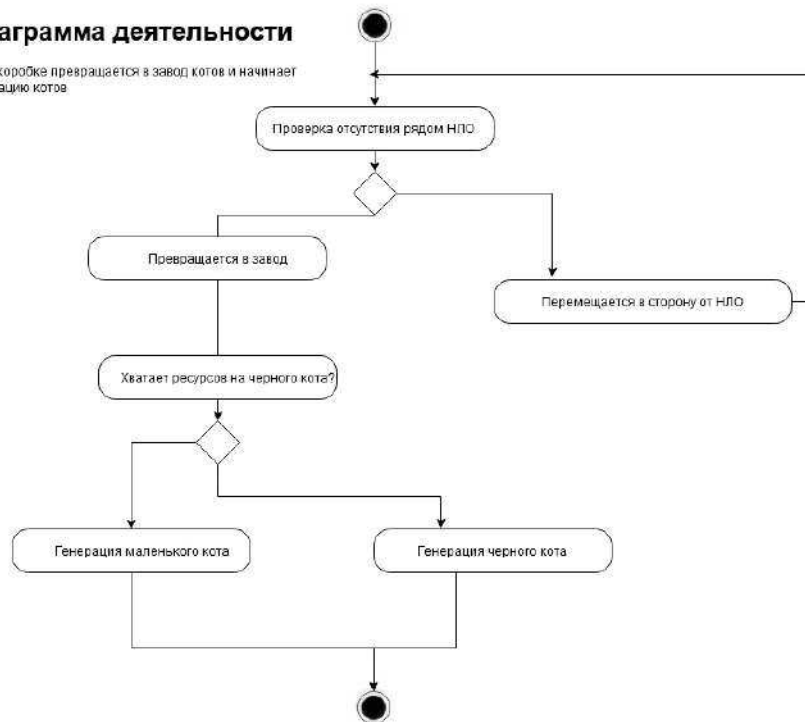 аграмма деятельности
коробке превращается в завод котов и начинает
ацию котов
Проверка отсутствия рядом НЛО
Превращается в завод
Перемещается в сторону от НЛО
Хватает ресурсов на черного кота?
Генерация маленького кота
Генерация черного кота